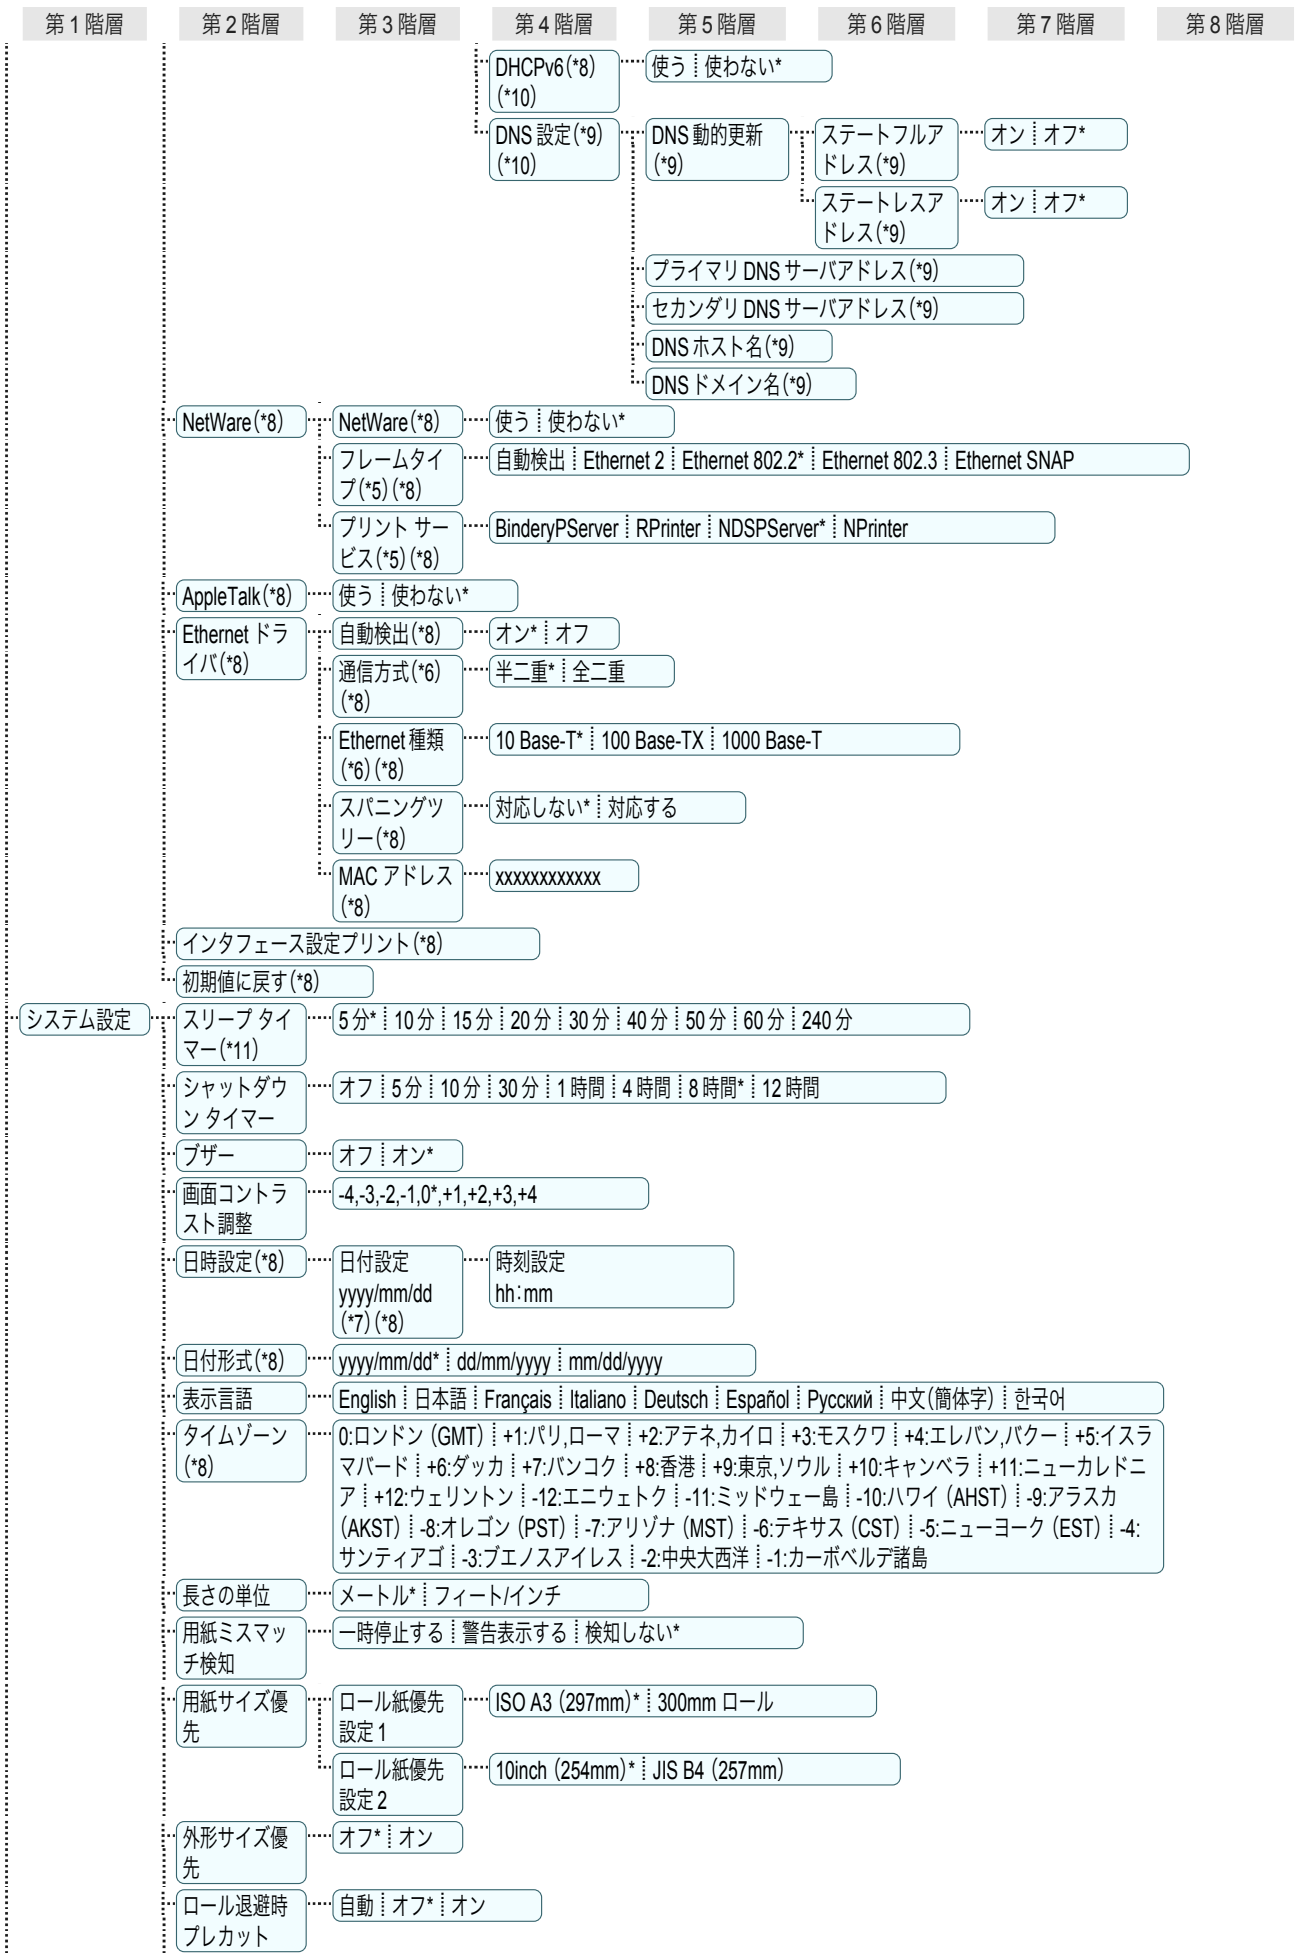 第 1 階層 第 2 階層 第 3 階層 第 4 階層 第 5 階層 第 6 階層 第 7 階層 第 8 階層
DHCPv6(*8) 使う 使わない*
(*10)
DNS 設定(*9) DNS 動的更新 ステートフルア オン オフ*
(*10) (*9) ドレス(*9)
ステートレスア オン オフ*
ドレス(*9)
プライマリ DNS サーバアドレス(*9)
セカンダリ DNS サーバアドレス(*9)
DNS ホスト名(*9)
DNS ドメイン名(*9)
NetWare(*8) NetWare(*8) 使う 使わない*
フレームタイ 自動検出 Ethernet 2 Ethernet 802.2* Ethernet 802.3 Ethernet SNAP
プ(*5)(*8)
プリント サー BinderyPServer RPrinter NDSPServer* NPrinter
ビス(*5)(*8)
AppleTalk(*8) 使う 使わない*
Ethernet ドラ 自動検出(*8) オン* オフ
イバ(*8)
通信方式(*6) 半二重* 全二重
(*8)
Ethernet 種類 10 Base-T* 100 Base-TX 1000 Base-T
(*6)(*8)
スパニングツ 対応しない* 対応する
リー(*8)
MAC アドレス xxxxxxxxxxxx
(*8)
インタフェース設定プリント(*8)
初期値に戻す(*8)
システム設定 スリープ タイ 5 分* 10 分 15 分 20 分 30 分 40 分 50 分 60 分 240 分
マー(*11)
シャットダウ オフ 5 分 10 分 30 分 1 時間 4 時間 8 時間* 12 時間
ン タイマー
ブザー オフ オン*
画面コントラ -4,-3,-2,-1,0*,+1,+2,+3,+4
スト調整
日時設定(*8) 日付設定 時刻設定
yyyy/mm/dd hh:mm
(*7)(*8)
日付形式(*8) yyyy/mm/dd* dd/mm/yyyy mm/dd/yyyy
表示言語 English 日本語 Français Italiano Deutsch Español Русский 中文(簡体字) 한국어
タイムゾーン 0:ロンドン (GMT) +1:パリ,ローマ +2:アテネ,カイロ +3:モスクワ +4:エレバン,バクー +5:イスラ
(*8) マバード +6:ダッカ +7:バンコク +8:香港 +9:東京,ソウル +10:キャンベラ +11:ニューカレドニ
ア +12:ウェリントン -12:エニウェトク -11:ミッドウェー島 -10:ハワイ (AHST) -9:アラスカ
(AKST) -8:オレゴン (PST) -7:アリゾナ (MST) -6:テキサス (CST) -5:ニューヨーク (EST) -4:
サンティアゴ -3:ブエノスアイレス -2:中央大西洋 -1:カーボベルデ諸島
長さの単位 メートル* フィート/インチ
用紙ミスマッ 一時停止する 警告表示する 検知しない*
チ検知
用紙サイズ優 ロール紙優先 ISO A3 (297mm)* 300mm ロール
先 設定 1
ロール紙優先 10inch (254mm)* JIS B4 (257mm)
設定 2
外形サイズ優 オフ* オン
先
ロール退避時 自動 オフ* オン
プレカット